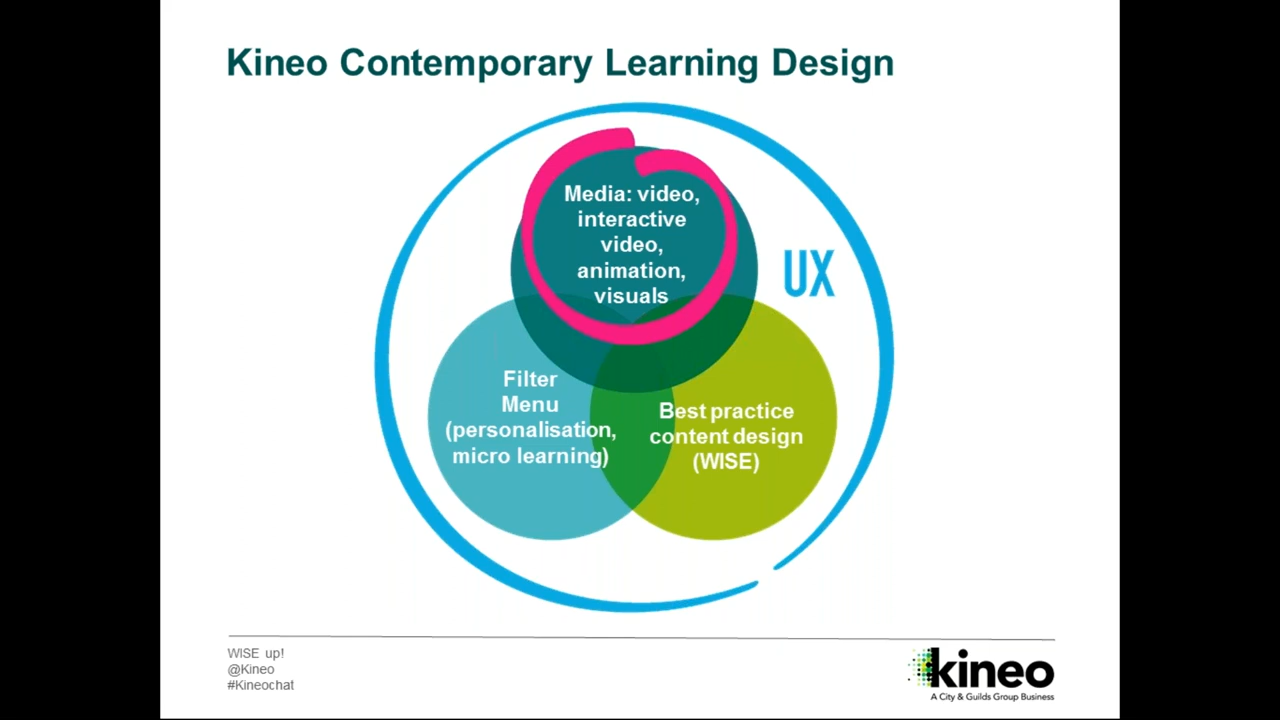 Kineo Contemporary Learning Design
Media: video,
interactive
video,
animation,
visuals
UX
Filter
Menu
(personalisation,
micro learning)
Best practice
content design
(WISE)
WISE up!
@Kineo
#Kineochat
kineo
A City & Guilds Group Business